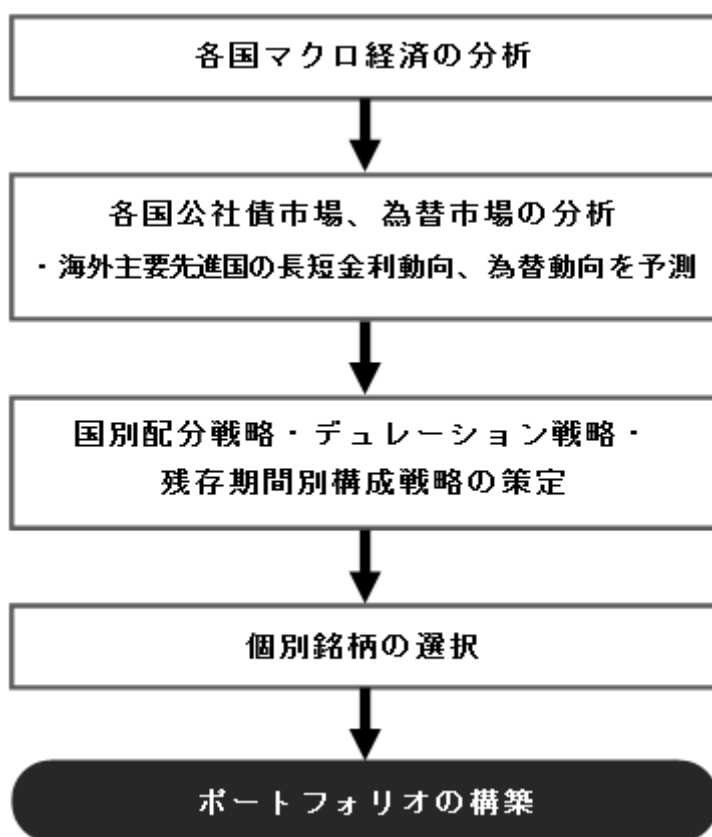 各国マクロ経済の分析
各国公社債市場、為替市場の分析
・海外主要先進国の長短金利動向、為替動向を予測
国別配分戦略・デュレーション戦略・
残存期間別構成戦略の策定
個別銘柄の選択
ポートフォリオの構築